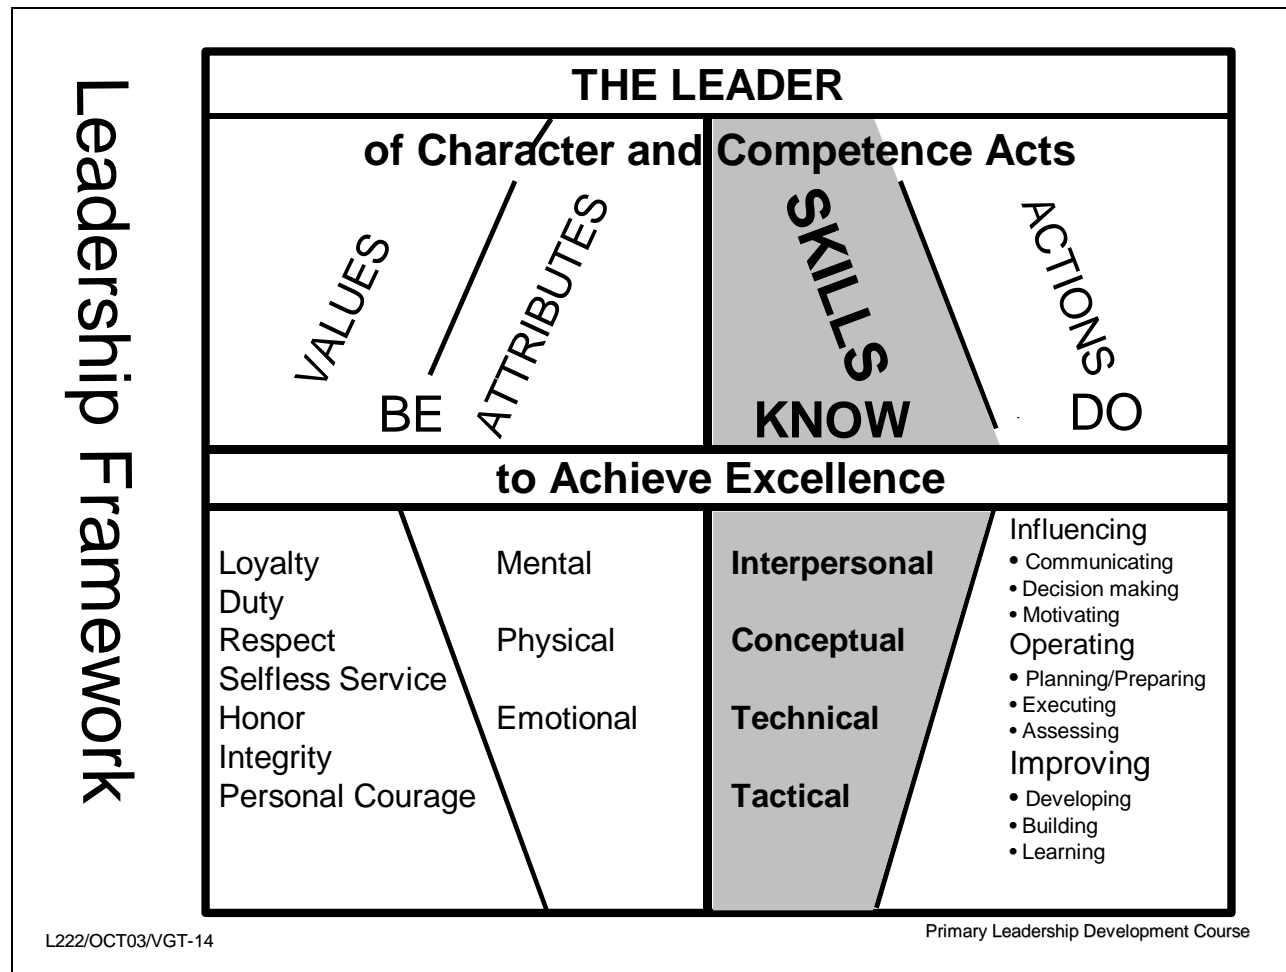 Leadership Framework
THE LEADER
of Character and Competence Acts
VALUES
ATTRIBUTES
SKILLS
ACTIONS
BE
KNOW
DO
to Achieve Excellence
Loyalty
Duty
Respect
Selfless Service
Honor
Integrity
Personal Courage
Mental
Physical
Emotional
Interpersonal
Conceptual
Technical
Tactical
Influencing
• Communicating
• Decision making
• Motivating
Operating
• Planning/Preparing
• Executing
• Assessing
Improving
• Developing
• Building
• Learning
L222/OCT03/VGT-14
Primary Leadership Development Course